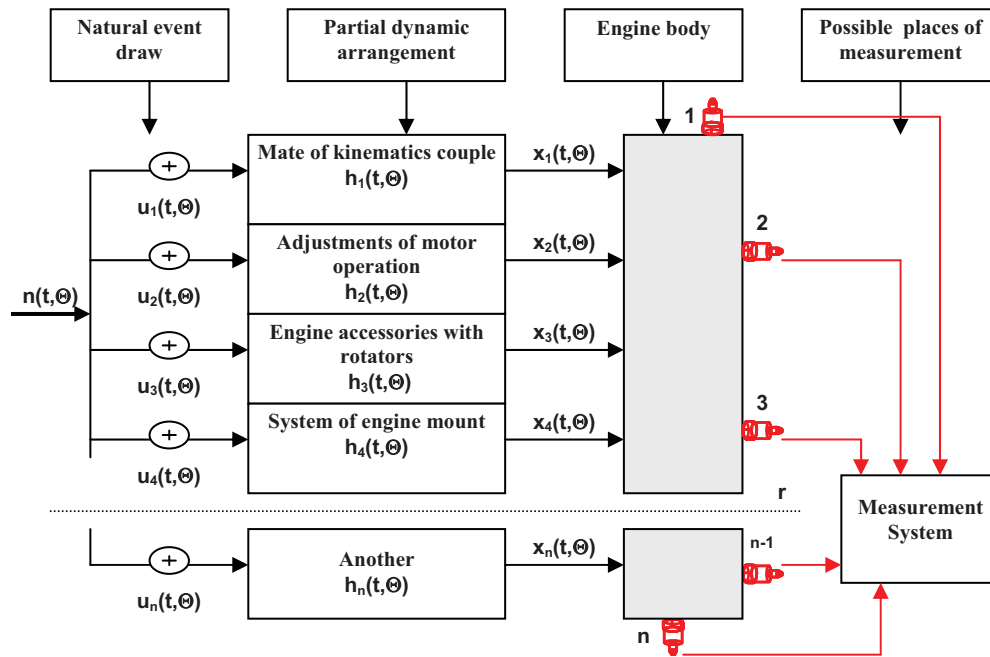 Natural event
draw
Partial dynamic
arrangement
Engine body
Possible places of
measurement
1
Mate of kinematics couple
h₁(t,Θ)
x₁(t,Θ)
+
u₁(t,Θ)
2
Adjustments of motor
operation
h₂(t,Θ)
x₂(t,Θ)
+
u₂(t,Θ)
n(t,Θ)
Engine accessories with
rotators
h₃(t,Θ)
x₃(t,Θ)
+
u₃(t,Θ)
3
System of engine mount
h₄(t,Θ)
x₄(t,Θ)
+
u₄(t,Θ)
r
Measurement
System
Another
hₙ(t,Θ)
xₙ(t,Θ)
+
uₙ(t,Θ)
n-1
n